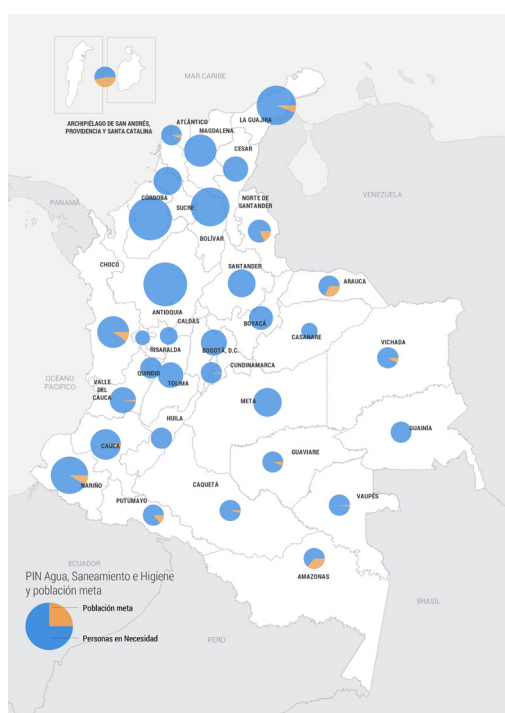 MAR CARIBE
ARCHIPIÉLAGO DE SAN ANDRÉS,
PROVIDENCIA Y SANTA CATALINA
ATLÁNTICO
LA GUAJIRA
MAGDALENA
CESAR
VENEZUELA
PANAMÁ
CÓRDOBA
SUCRE
NORTE DE
SANTANDER
BOLÍVAR
CHOCÓ
SANTANDER
ARAUCA
ANTIOQUIA
CALDAS
BOYACÁ
CASANARE
RISARALDA
BOGOTÁ, D.C.
VICHADA
CUNDINAMARCA
QUINDIO
TOLIMA
OCEANO
PACIFICO
VALLE
DEL
CAUCA
META
HUILA
GUAINÍA
CAUCA
GUAVIARE
NARIÑO
CAQUETÁ
PUTUMAYO
VAUPÉS
ECUADOR
AMAZONAS
PIN Agua, Saneamiento e Higiene
y población meta
Población meta
Personas en Necesidad
BRASIL
PERÚ